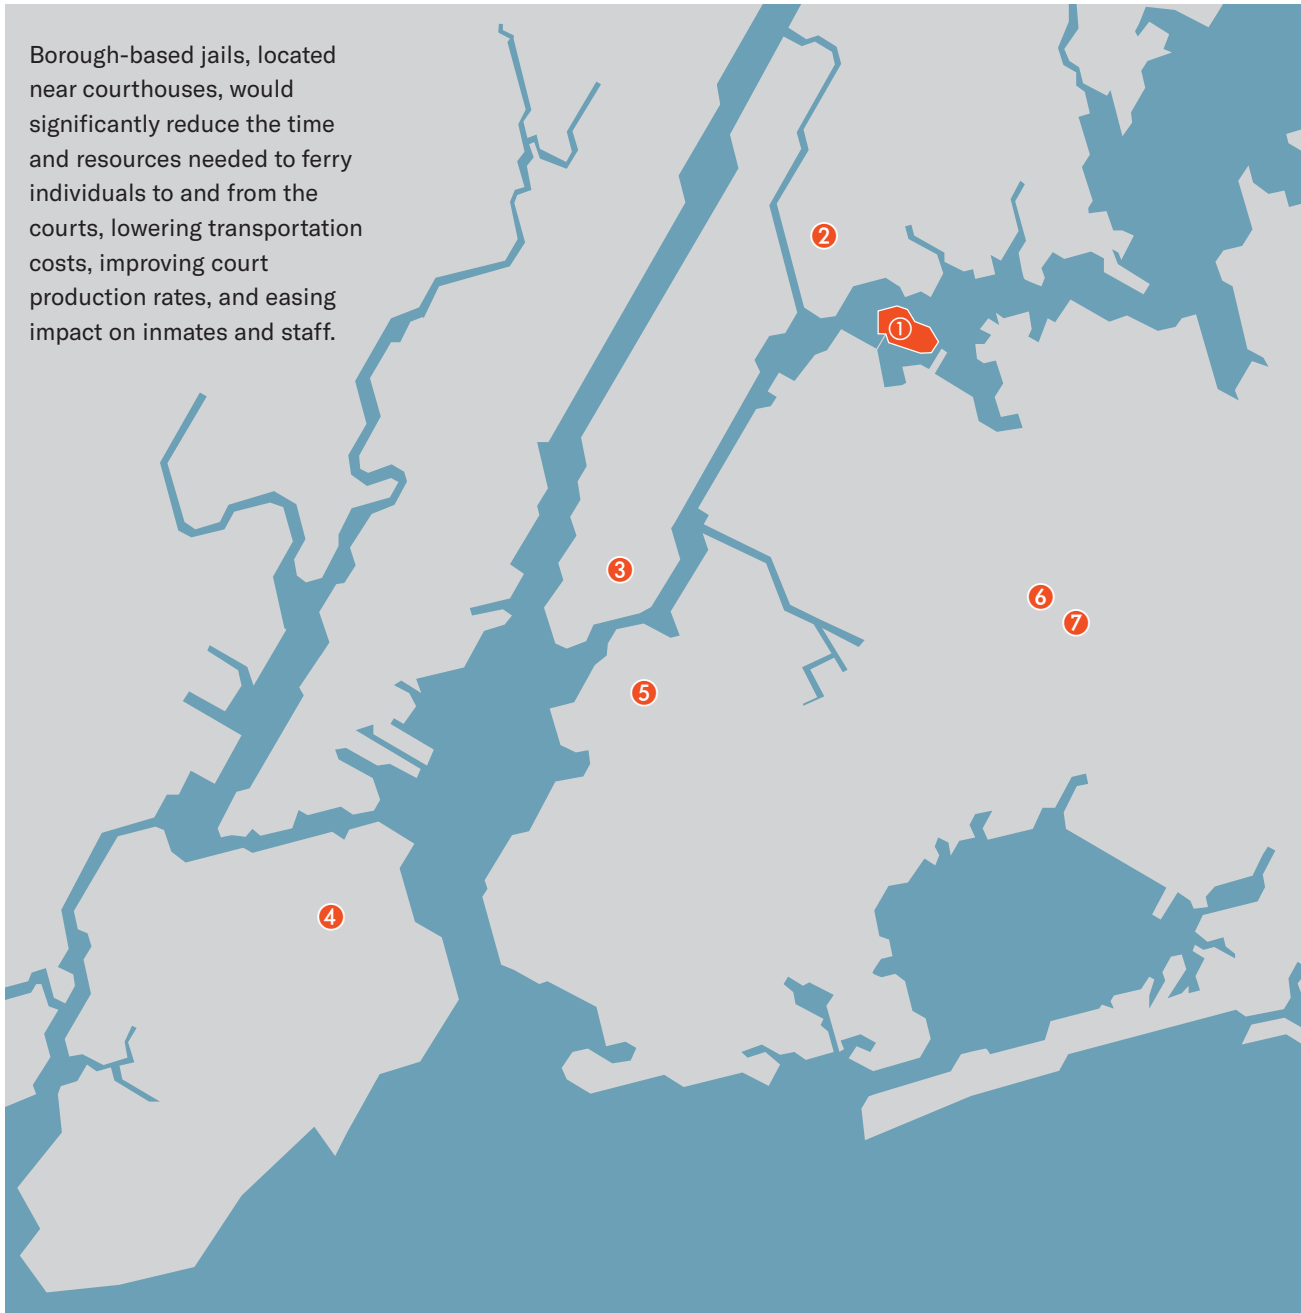 Borough-based jails, located
near courthouses, would
significantly reduce the time
and resources needed to ferry
individuals to and from the
courts, lowering transportation
costs, improving court
production rates, and easing
impact on inmates and staff.
2
1
3
6
7
5
4